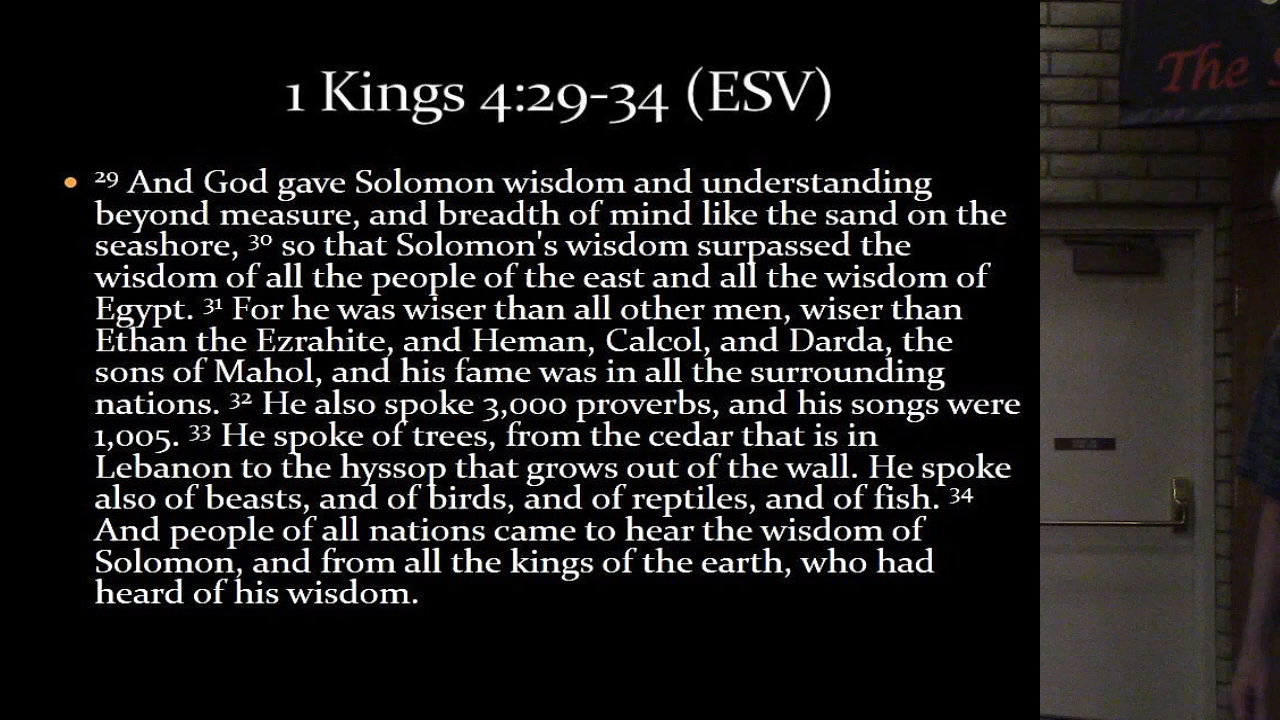 1 Kings 4:29-34 (ESV)
• ²⁹ And God gave Solomon wisdom and understanding
beyond measure, and breadth of mind like the sand on the
seashore, ³⁰ so that Solomon's wisdom surpassed the
wisdom of all the people of the east and all the wisdom of
Egypt. ³¹ For he was wiser than all other men, wiser than
Ethan the Ezrahite, and Heman, Calcol, and Darda, the
sons of Mahol, and his fame was in all the surrounding
nations. ³² He also spoke 3,000 proverbs, and his songs were
1,005. ³³ He spoke of trees, from the cedar that is in
Lebanon to the hyssop that grows out of the wall. He spoke
also of beasts, and of birds, and of reptiles, and of fish. ³⁴
And people of all nations came to hear the wisdom of
Solomon, and from all the kings of the earth, who had
heard of his wisdom.
The